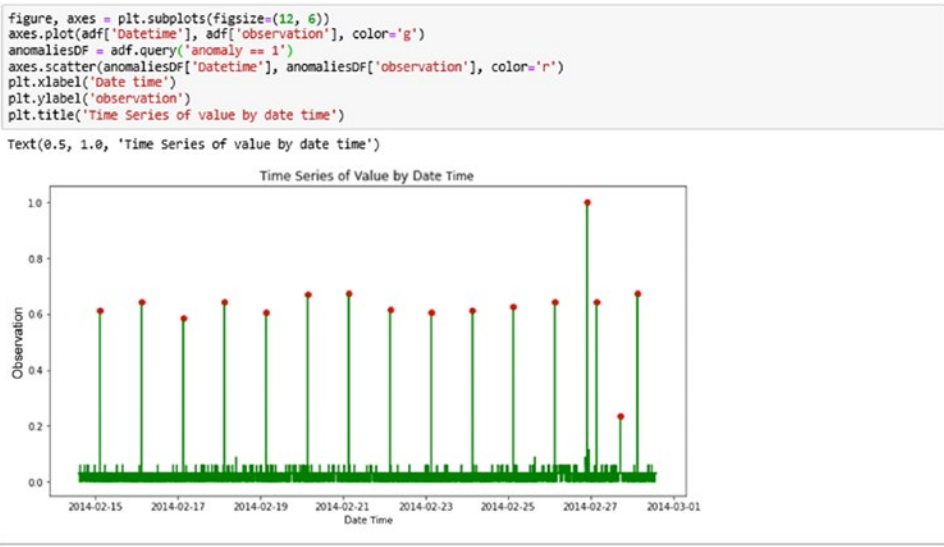 figure, axes = plt.subplots(figsize=(12, 6))
axes.plot(adf['Datetime'], adf['observation'], color='g')
anomaliesDF = adf.query('anomaly == 1')
axes.scatter(anomaliesDF['Datetime'], anomaliesDF['observation'], color='r')
plt.xlabel('Date time')
plt.ylabel('observation')
plt.title('Time Series of value by date time')
Text(0.5, 1.0, 'Time Series of value by date time')
Time Series of Value by Date Time
1.0
0.8
0.6
0.4
0.2
0.0
Observation
2014-02-15 2014-02-17 2014-02-19 2014-02-21 2014-02-23 2014-02-25 2014-02-27 2014-03-01
Date Time